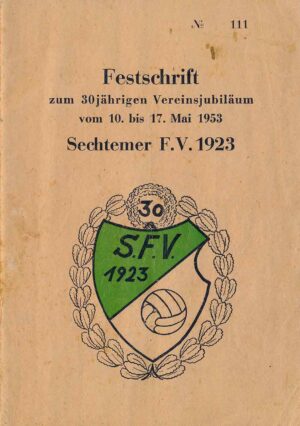 № 111
Festschrift
zum 30jährigen Vereinsjubiläum
vom 10. bis 17. Mai 1953
Sechtemer F.V. 1923
30
S.F.V.
1923